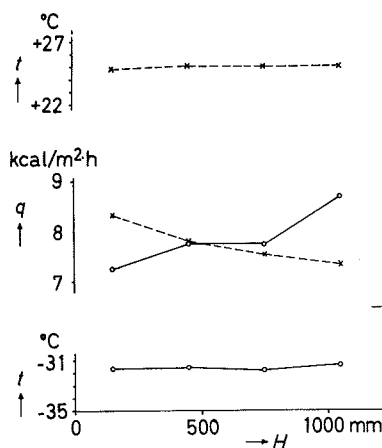 °C
+27
t
+22
kcal/m²·h
9
q
8
7
°C
-31
t
-35
0 500 1000 mm
→ H